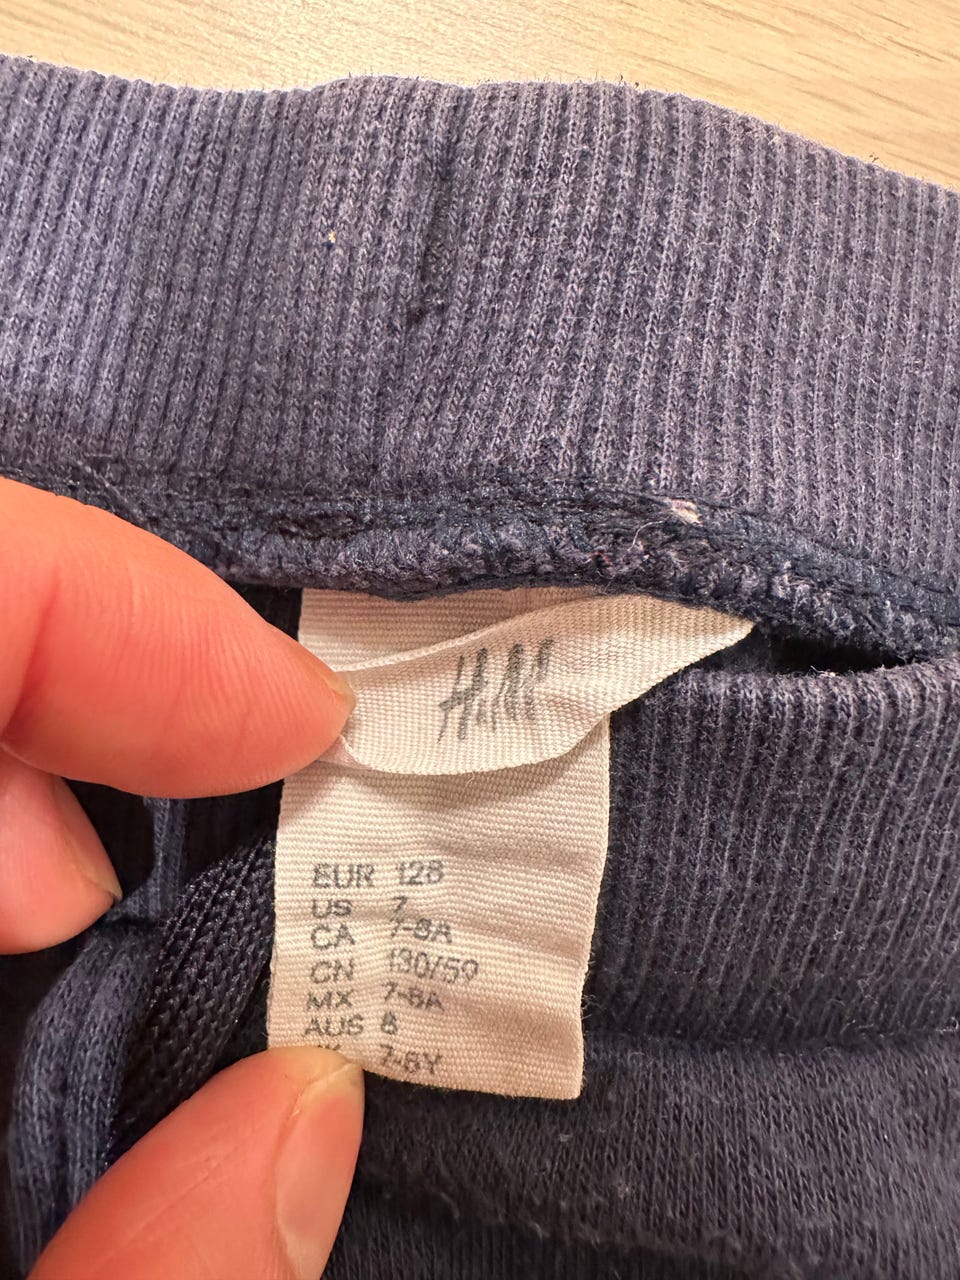 H&M
EUR 128
US 7
CA 7-8A
CN 130/59
MX 7-8A
AUS 8
7-8Y